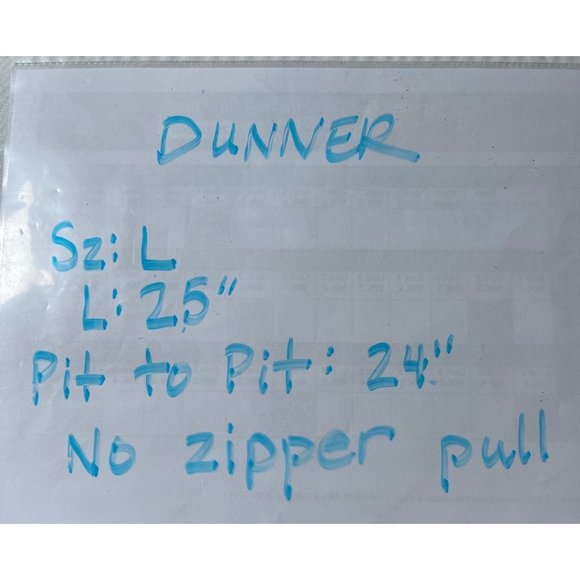 DUNNER
Sz: L
L: 25"
Pit to Pit: 24"
No zipper pull